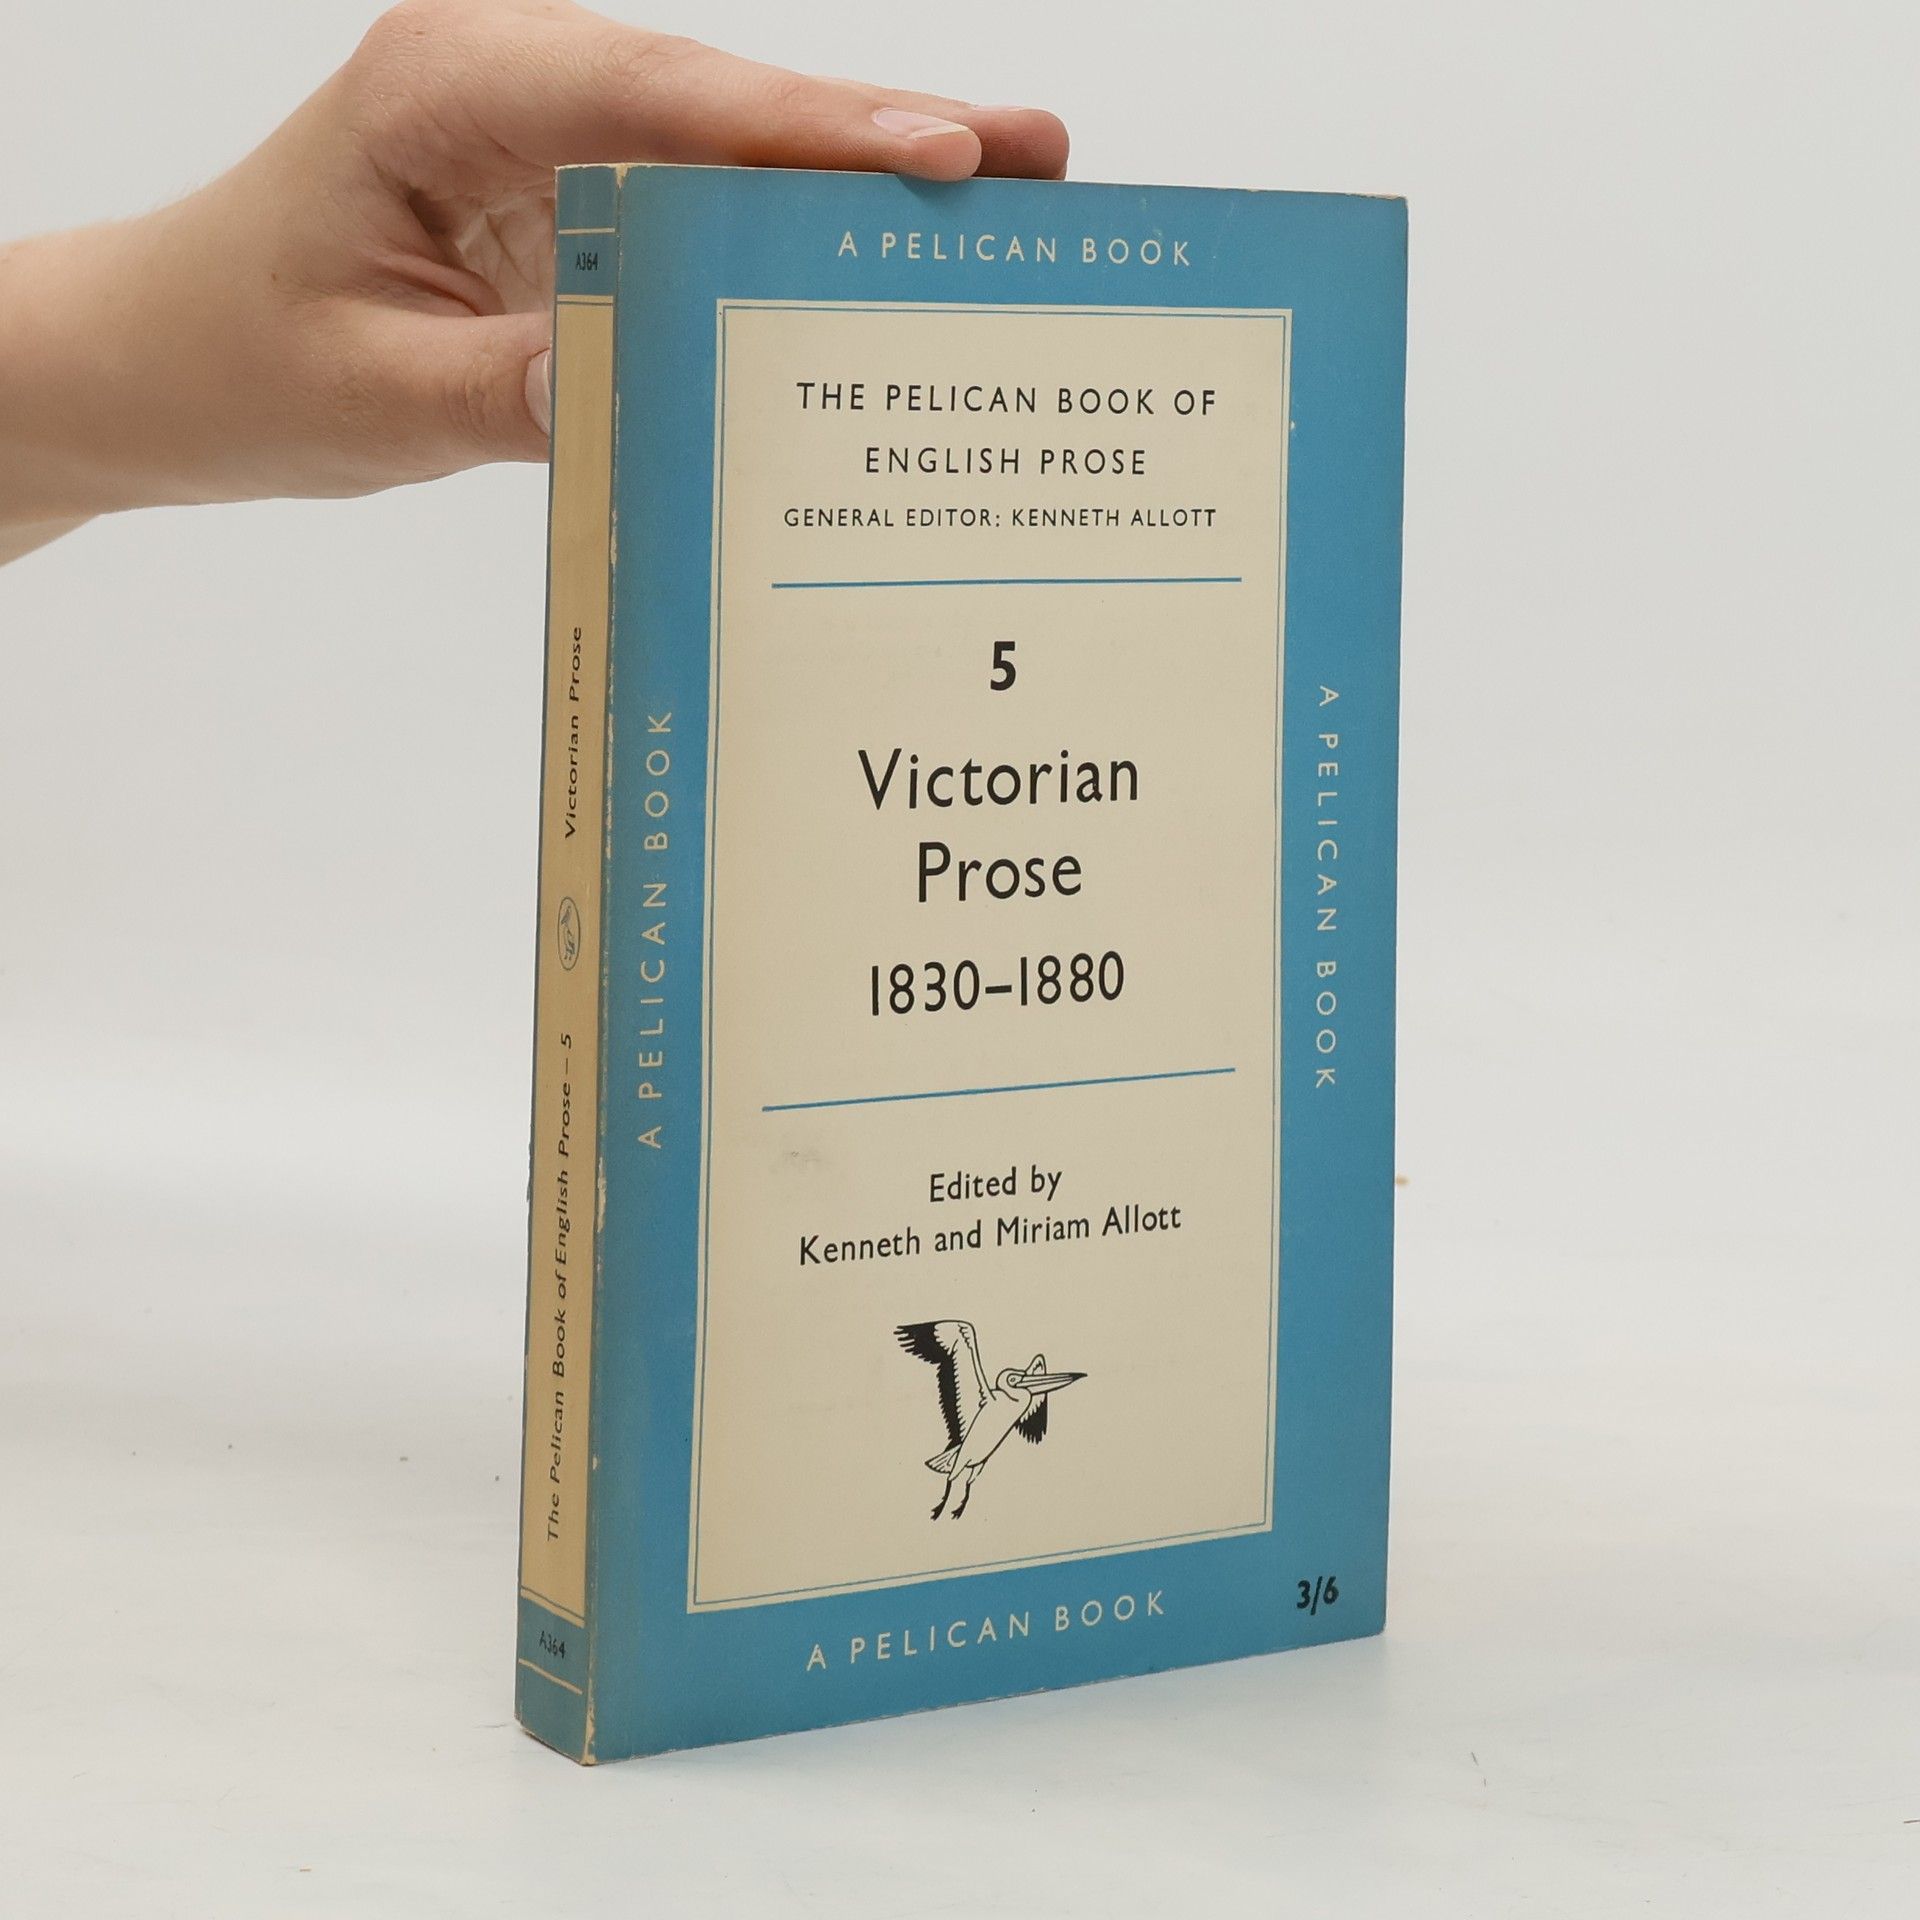 A PELICAN BOOK
THE PELICAN BOOK OF
ENGLISH PROSE
GENERAL EDITOR: KENNETH ALLOTT
5
Victorian
Prose
1830–1880
Edited by
Kenneth and Miriam Allott
A PELICAN BOOK
3/6
A PELICAN BOOK
A PELICAN BOOK
A364
The Pelican Book of English Prose – 5
Victorian Prose
A364